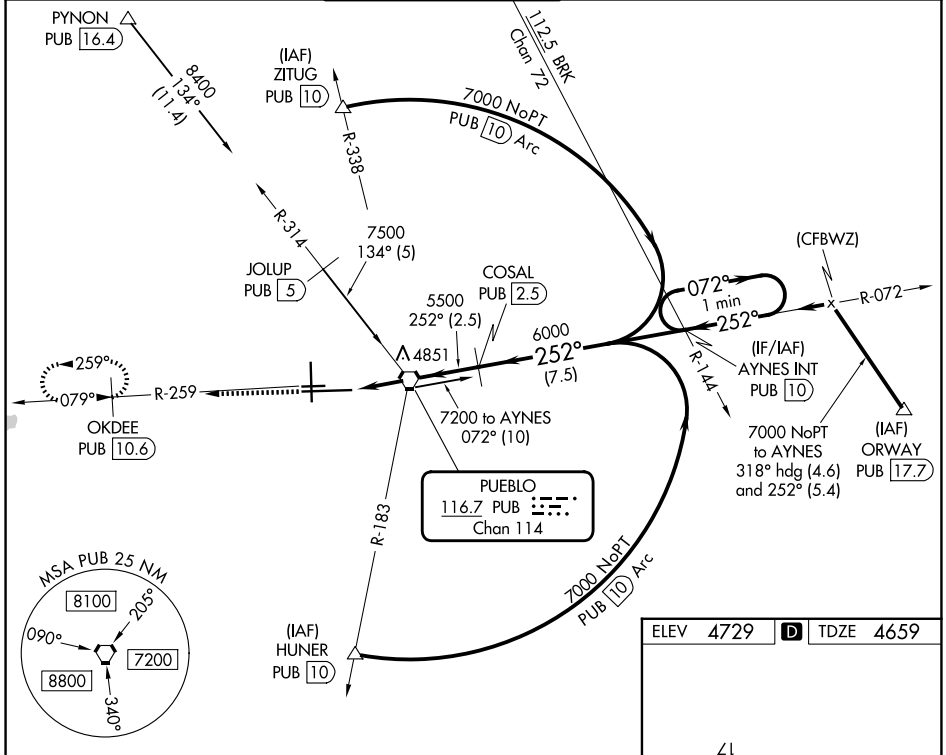 PYNON
PUB 16.4
8400
134°
(11.4)
(IAF)
ZITUG
PUB 10
R-338
7000 NoPT
PUB 10 Arc
112.5 BRK
Chan 72
R-314
7500
134° (5)
JOLUP
PUB 5
COSAL
PUB 2.5
5500
252° (2.5)
6000
252°
(7.5)
4851
072°
1 min
252°
(CFBWZ)
R-072
(IF/IAF)
AYNES INT
PUB 10
R-144
7000 NoPT
to AYNES
318° hdg (4.6)
and 252° (5.4)
(IAF)
ORWAY
PUB 17.7
259°
079°
R-259
OKDEE
PUB 10.6
7200 to AYNES
072° (10)
PUEBLO
116.7 PUB
Chan 114
R-183
7000 NoPT
PUB 10 Arc
(IAF)
HUNER
PUB 10
MSA PUB 25 NM
8100
205°
090°
7200
8800
340°
ELEV 4729 D TDZE 4659
17